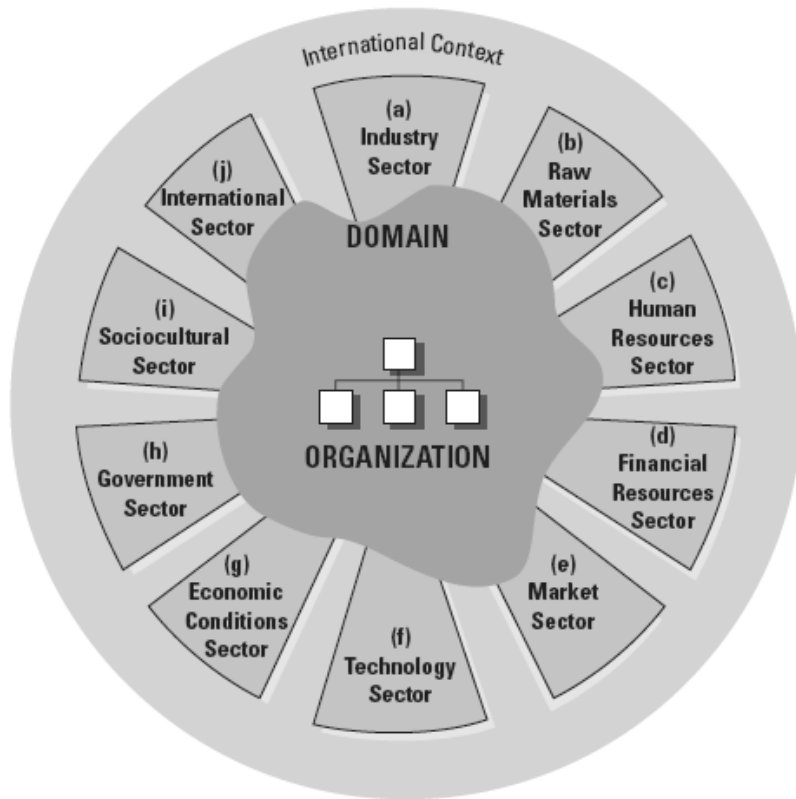 International Context
(a)
Industry
Sector
(b)
Raw
Materials
Sector
(c)
Human
Resources
Sector
(d)
Financial
Resources
Sector
(e)
Market
Sector
(f)
Technology
Sector
(g)
Economic
Conditions
Sector
(h)
Government
Sector
(i)
Sociocultural
Sector
(j)
International
Sector
DOMAIN
ORGANIZATION